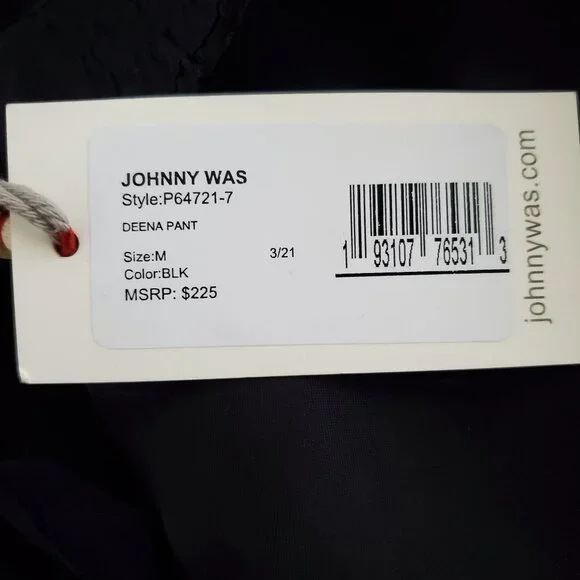 JOHNNY WAS
Style:P64721-7
DEENA PANT
Size:M 3/21
Color:BLK
MSRP: $225
1 93107 76531 3
johnnywas.com